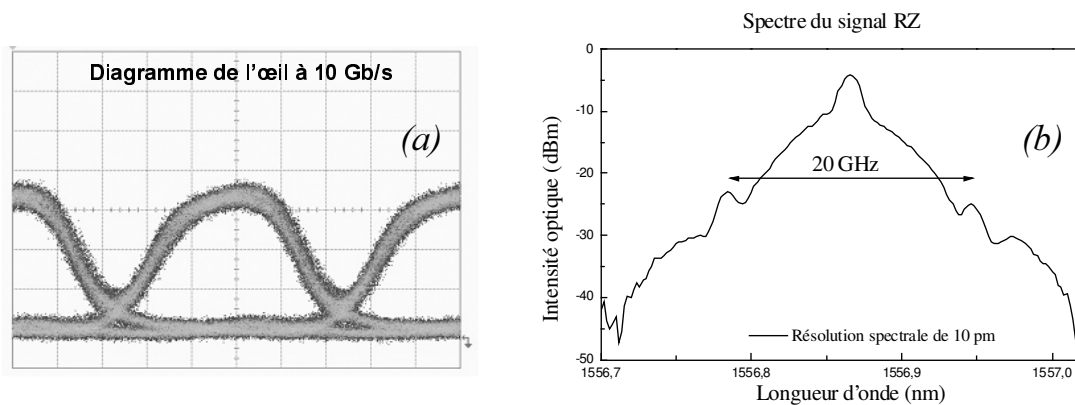 Diagramme de l'œil à 10 Gb/s
(a)
Spectre du signal RZ
(b)
20 GHz
Intensité optique (dBm)
0
-10
-20
-30
-40
-50
Résolution spectrale de 10 pm
1556,7
1556,8
1556,9
1557,0
Longueur d'onde (nm)